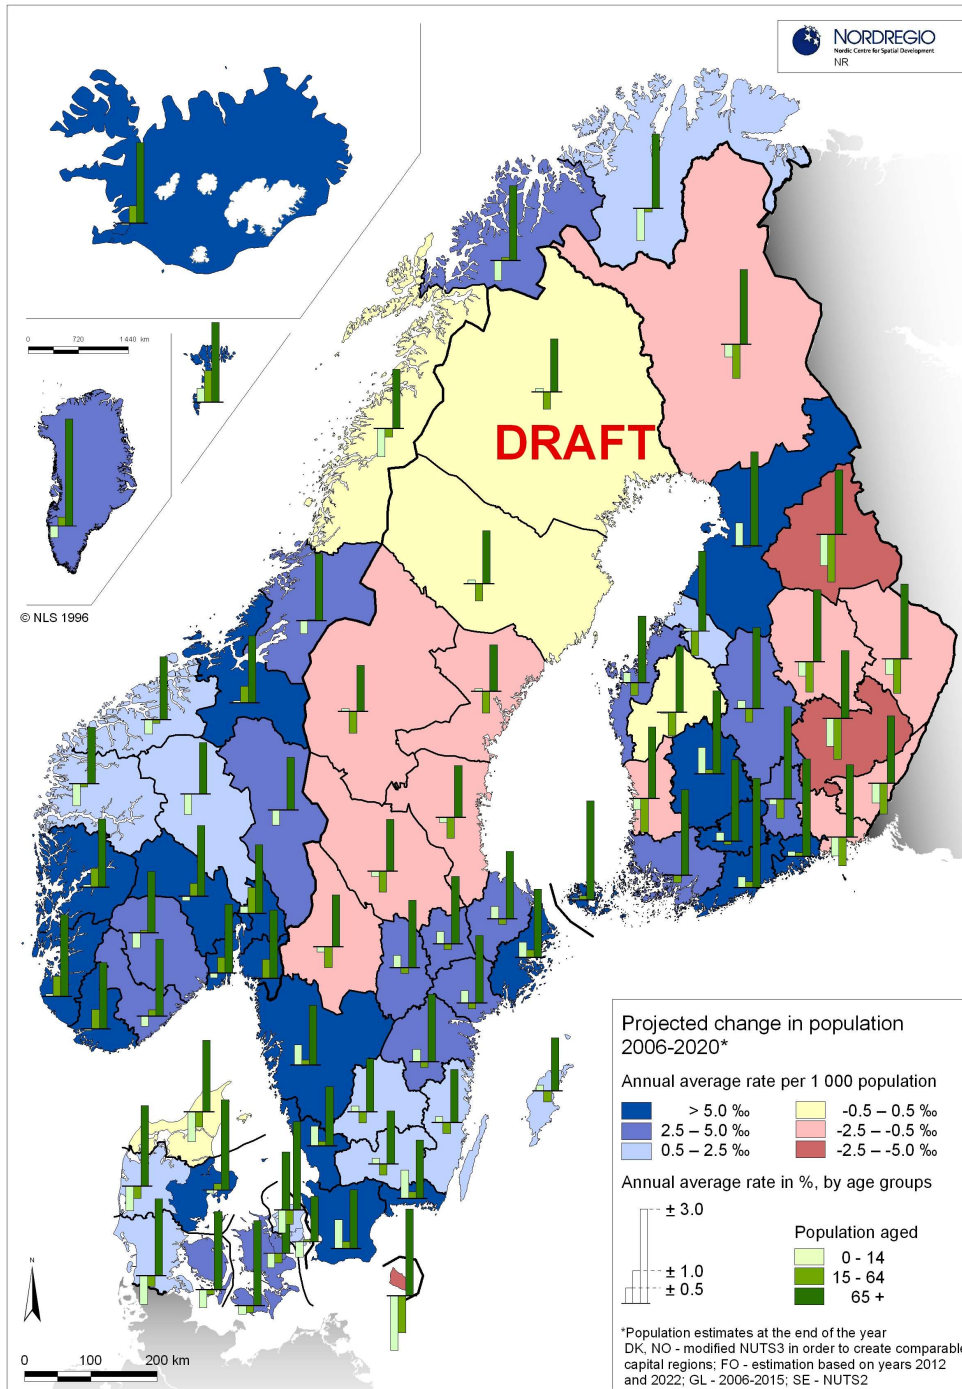 NORDREGIO
Nordic Centre for Spatial Development
NR
0 720 1 440 km
© NLS 1996
DRAFT
Projected change in population
2006-2020*
Annual average rate per 1 000 population
> 5.0 ‰
2.5 – 5.0 ‰
0.5 – 2.5 ‰
-0.5 – 0.5 ‰
-2.5 – -0.5 ‰
-2.5 – -5.0 ‰
Annual average rate in %, by age groups
± 3.0
± 1.0
± 0.5
Population aged
0 - 14
15 - 64
65 +
*Population estimates at the end of the year
DK, NO - modified NUTS3 in order to create comparable
capital regions; FO - estimation based on years 2012
and 2022; GL - 2006-2015; SE - NUTS2
N
0 100 200 km